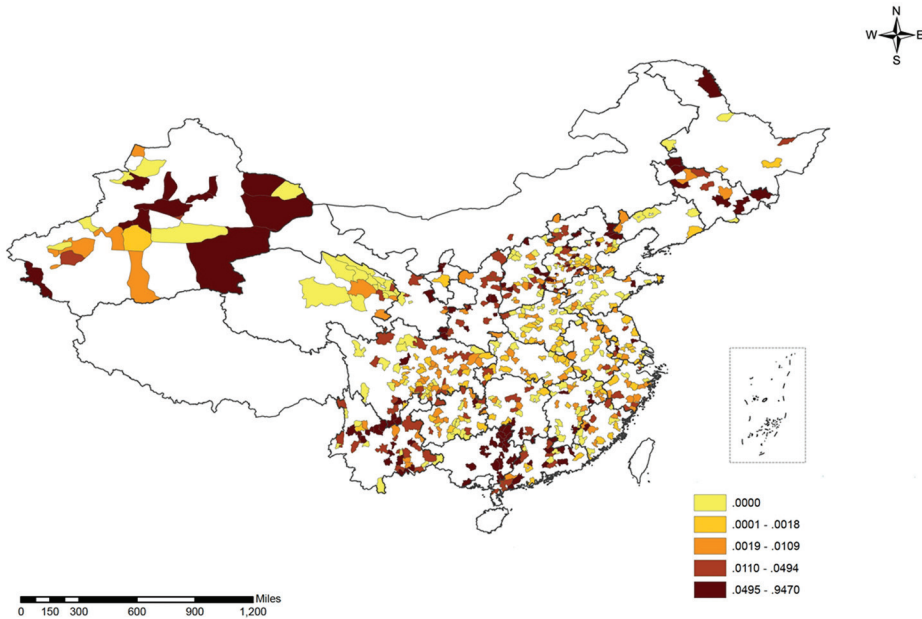 N
W E
S
.0000
.0001 - .0018
.0019 - .0109
.0110 - .0494
.0495 - .9470
Miles
0 150 300 600 900 1,200